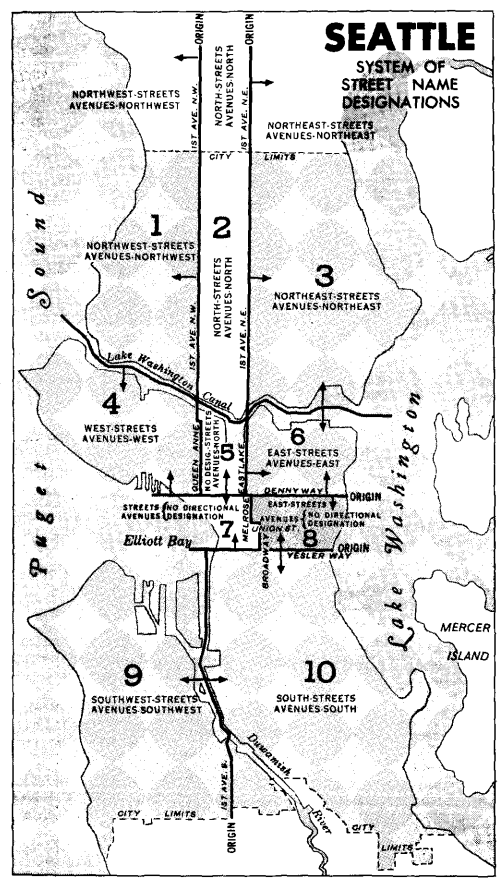 SEATTLE
SYSTEM OF
STREET NAME
DESIGNATIONS
ORIGIN
ORIGIN
NORTHWEST-STREETS
AVENUES-NORTHWEST
1ST AVE. N.W.
NORTH-STREETS
AVENUES-NORTH
1ST AVE. N.E.
NORTHEAST-STREETS
AVENUES-NORTHEAST
CITY LIMITS
1
NORTHWEST-STREETS
AVENUES-NORTHWEST
2
NORTH-STREETS
AVENUES-NORTH
3
NORTHEAST-STREETS
AVENUES-NORTHEAST
1ST AVE. N.W.
1ST AVE. N.E.
Puget Sound
Lake Washington Canal
4
WEST-STREETS
AVENUES-WEST
QUEEN ANNE
NO DESIG.-STREETS
AVENUES-NORTH
5
EASTLAKE
6
EAST-STREETS
AVENUES-EAST
Lake Washington
DENNY WAY
ORIGIN
STREETS
AVENUES
NO DIRECTIONAL
DESIGNATION
7
MELROSE
EAST-STREETS
AVENUES
NO DIRECTIONAL
DESIGNATION
UNION ST.
8
Elliott Bay
BROADWAY
YESLER WAY
ORIGIN
MERCER
ISLAND
9
SOUTHWEST-STREETS
AVENUES-SOUTHWEST
10
SOUTH-STREETS
AVENUES-SOUTH
Duwamish River
1ST AVE. S.
ORIGIN
CITY LIMITS
CITY
LIMITS